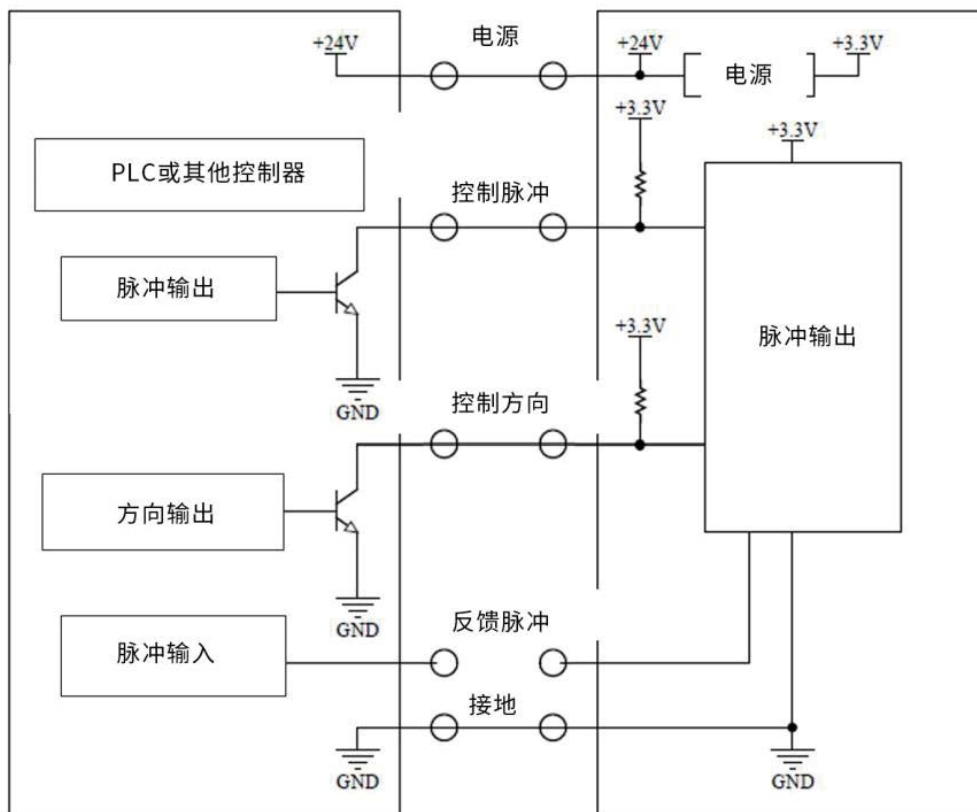 电源
+24V
+24V
+3.3V
电源
+3.3V
+3.3V
PLC或其他控制器
控制脉冲
脉冲输出
+3.3V
脉冲输出
控制方向
GND
方向输出
反馈脉冲
GND
脉冲输入
接地
GND
GND